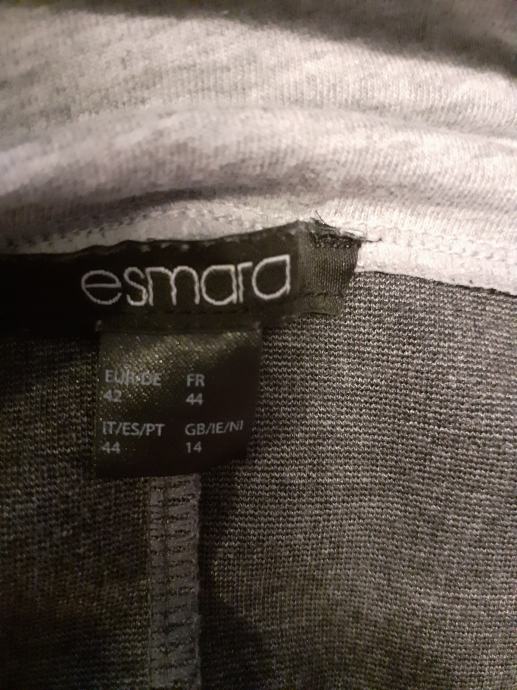 esmara
EUR·DE FR
42 44
IT/ES/PT GB/IE/NI
44 14